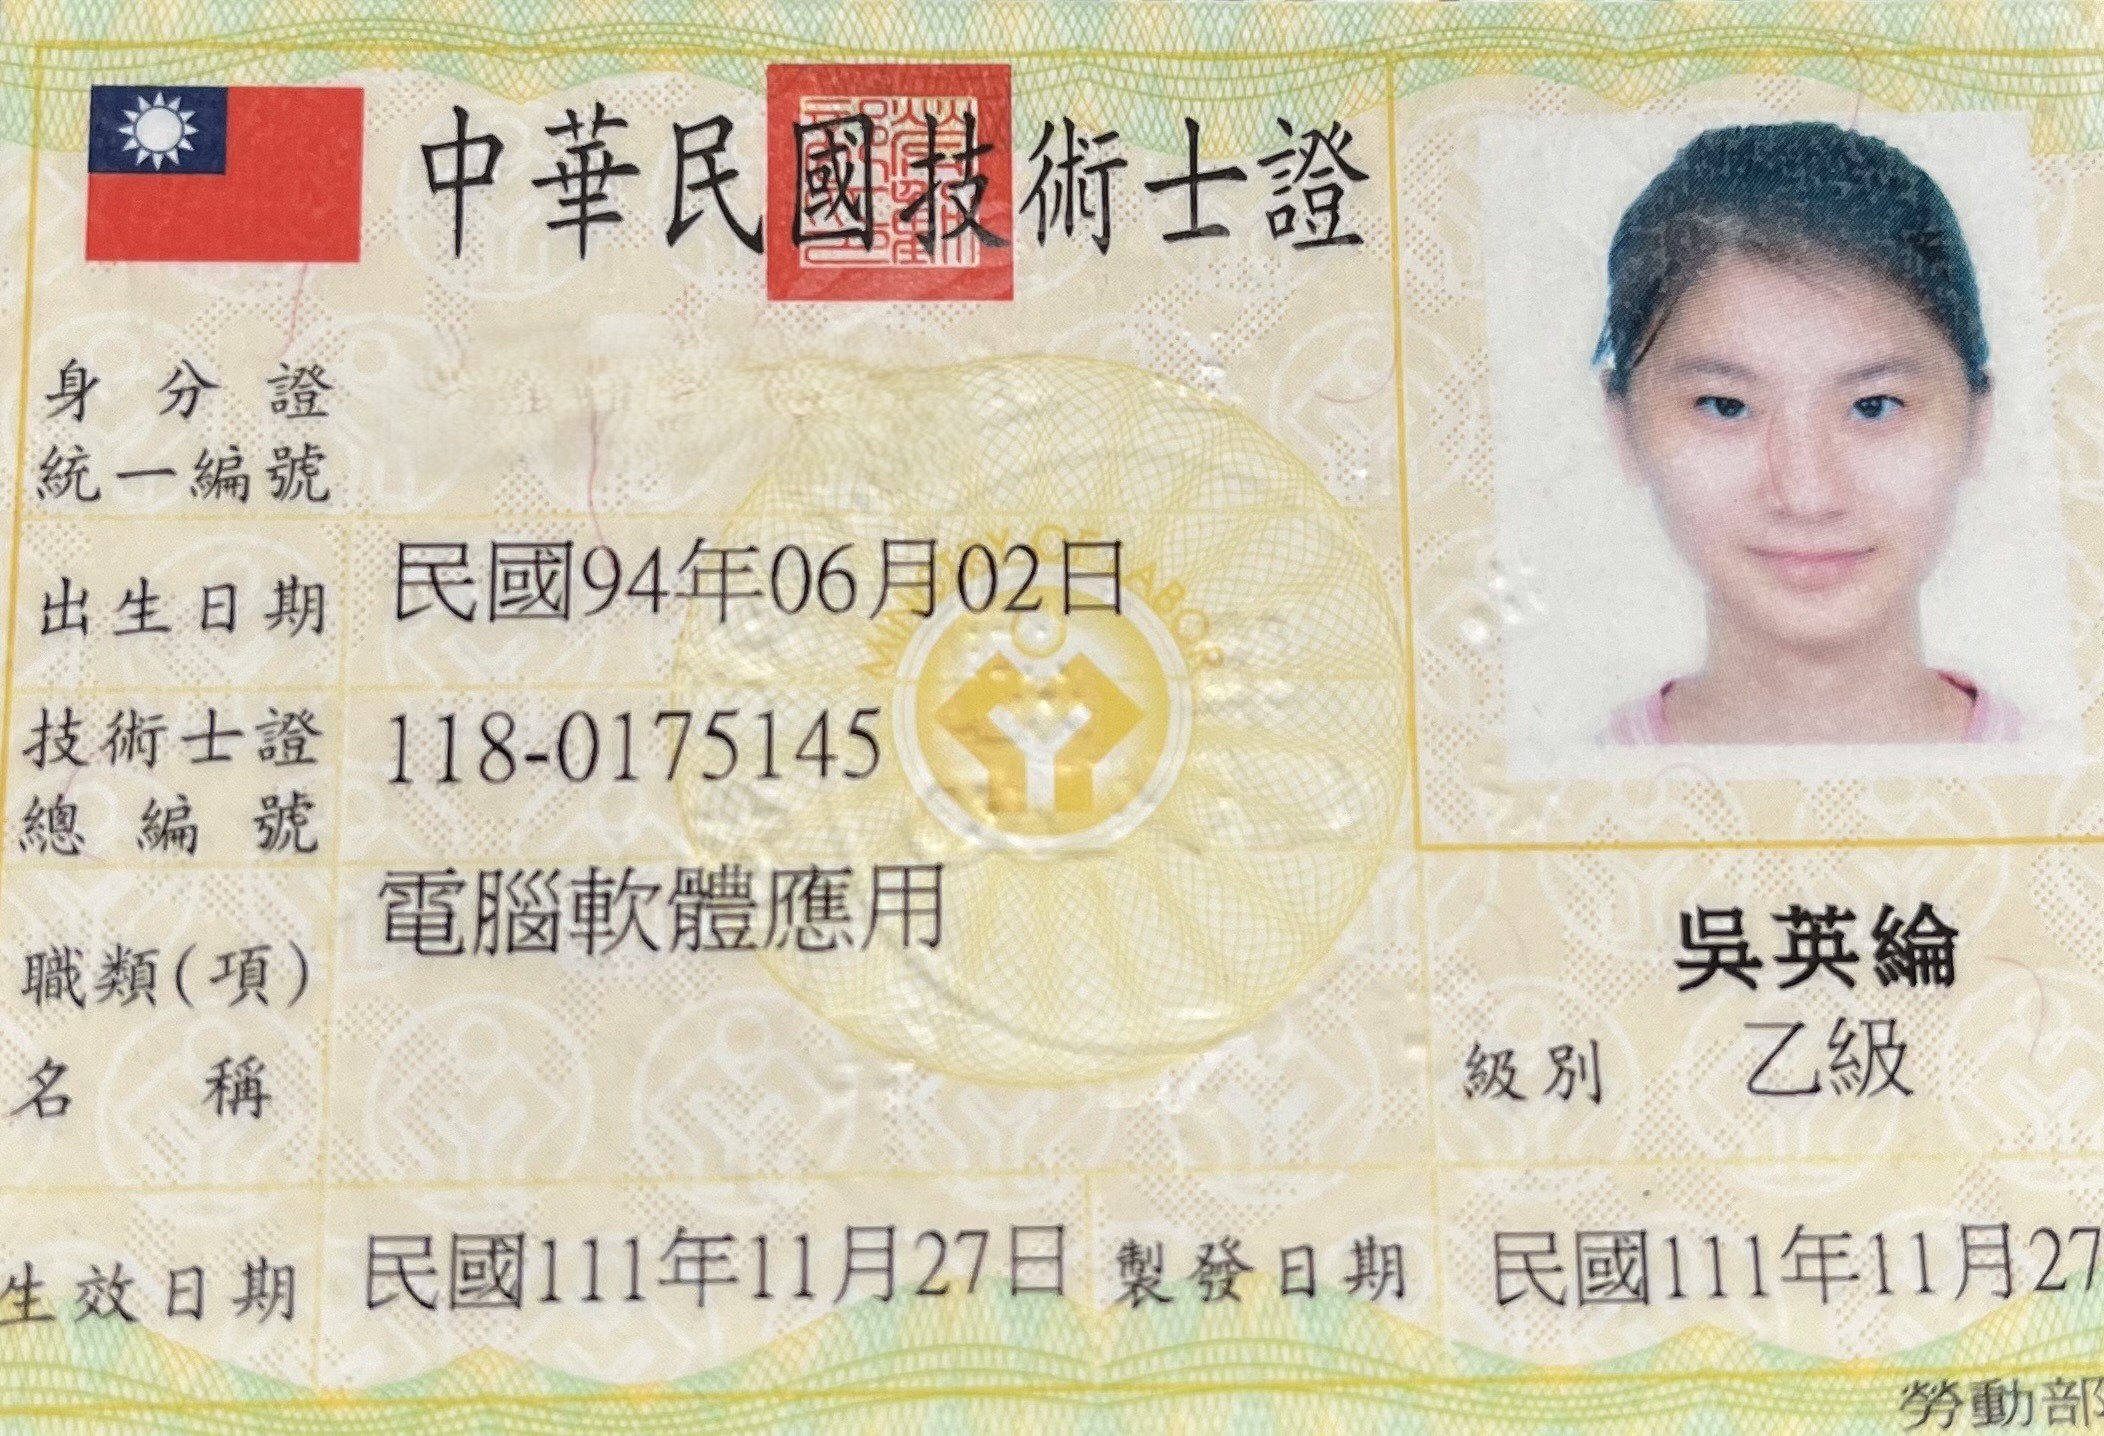 中華民國技術士證
身分證
統一編號
出生日期 民國94年06月02日
MINISTRY OF LABOR
技術士證
總編號 118-0175145
職類(項)
名稱 電腦軟體應用
吳英綸
級別 乙級
生效日期 民國111年11月27日 製發日期 民國111年11月27
勞動部